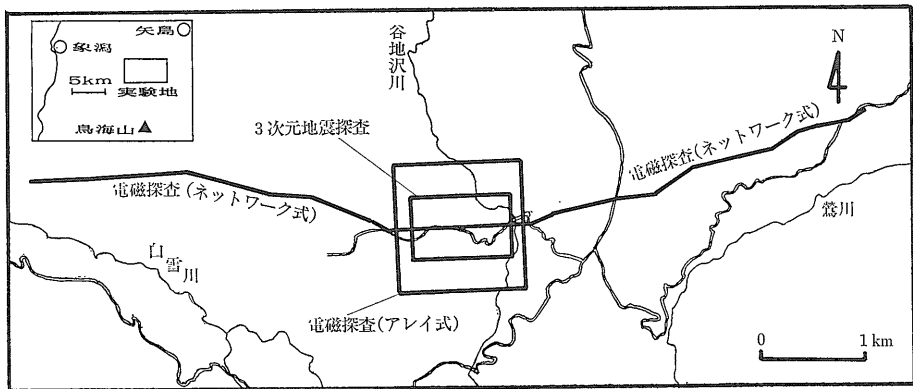 矢島
象潟
5km
実験地
鳥海山
谷地沢川
N
3次元地震探査
電磁探査(ネットワーク式)
電磁探査(ネットワーク式)
鶯川
白雪川
電磁探査(アレイ式)
0 1 km